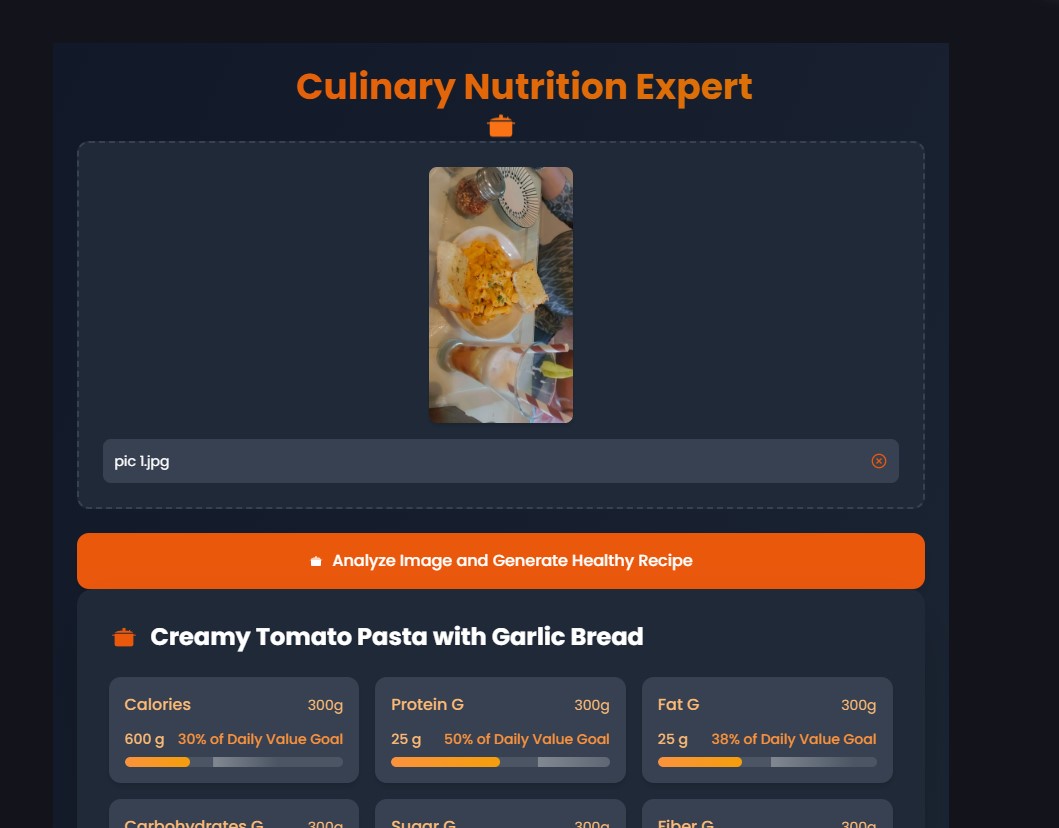 Culinary Nutrition Expert
pic 1.jpg
Analyze Image and Generate Healthy Recipe
Creamy Tomato Pasta with Garlic Bread
Calories 300g
600 g 30% of Daily Value Goal
Protein G 300g
25 g 50% of Daily Value Goal
Fat G 300g
25 g 38% of Daily Value Goal
Carbohydrates G 300g
Sugar G 300g
Fiber G 300g